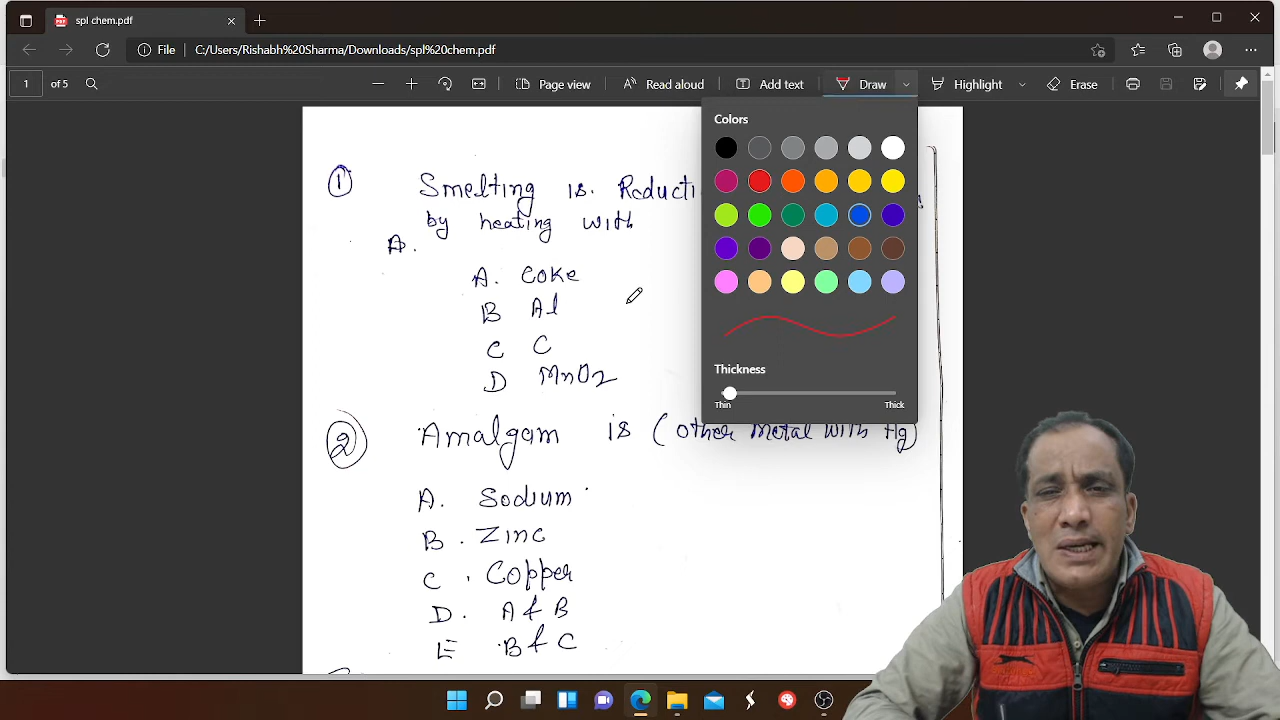 spl chem.pdf
File C:/Users/Rishabh%20Sharma/Downloads/spl%20chem.pdf
1 of 5 Page view Read aloud Add text Draw Highlight Erase
Colors
Thickness
Thin Thick
① Smelting is Reducti
by heating with
A.
A. Coke
B Al
C C
D MnO2
② Amalgam is (other metal with Hg)
A. Sodium
B. Zinc
C. Copper
D. A & B
E B & C